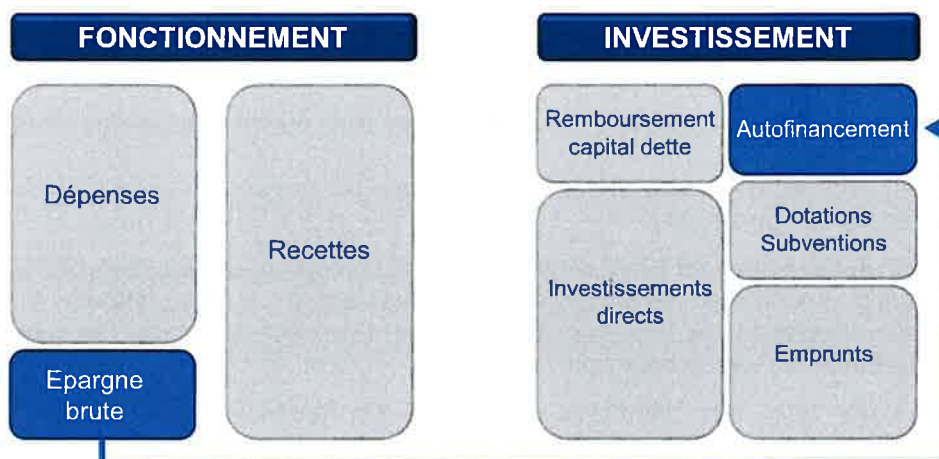 FONCTIONNEMENT
Dépenses
Epargne
brute
Recettes
INVESTISSEMENT
Remboursement
capital dette
Investissements
directs
Autofinancement
Dotations
Subventions
Emprunts